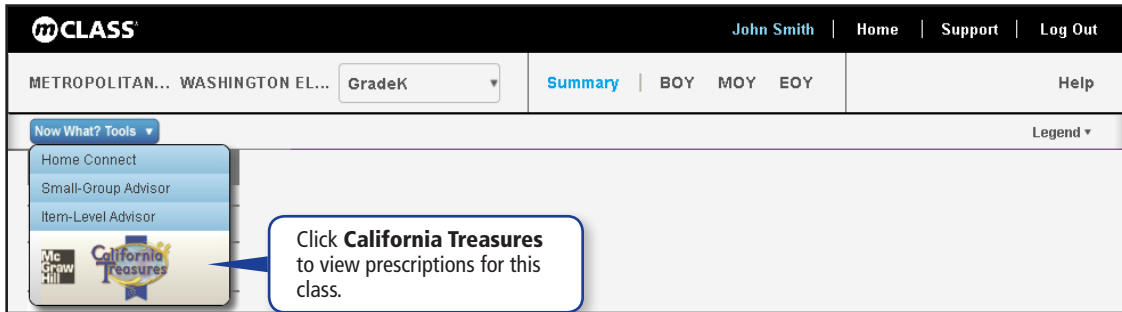 mCLASS®
John Smith | Home | Support | Log Out
METROPOLITAN... WASHINGTON EL... GradeK Summary | BOY MOY EOY Help
Now What? Tools Legend
Home Connect
Small-Group Advisor
Item-Level Advisor
Mc
Graw
Hill
California
Treasures
Click California Treasures
to view prescriptions for this
class.